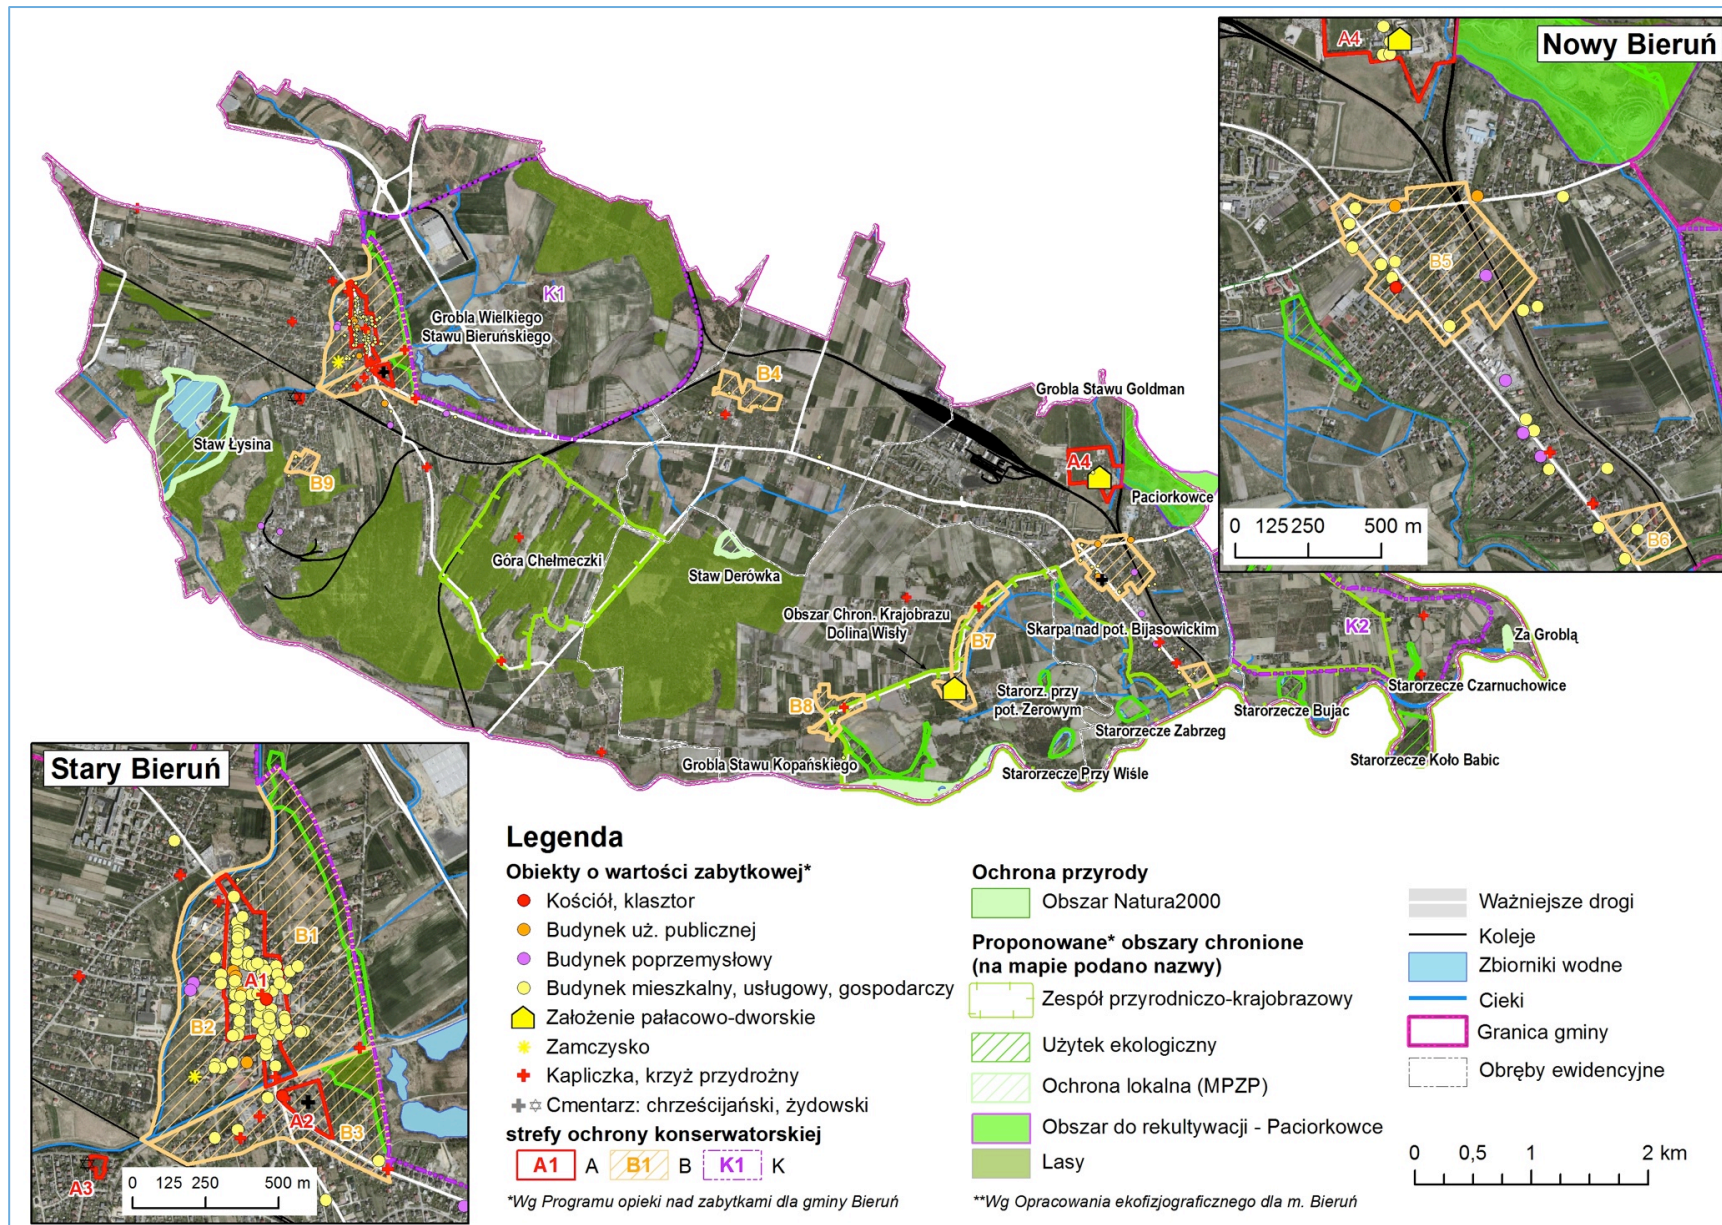 Nowy Bieruń
A4
B5
B6
0 125 250 500 m
K1
Grobla Wielkiego
Stawu Bieruńskiego
B4
Grobla Stawu Goldman
Staw Łysina
B9
A4
Paciorkowce
Góra Chełmeczki
Staw Derówka
Obszar Chron. Krajobrazu
Dolina Wisły
B7
Skarpa nad pot. Bijasowickim
K2
Za Groblą
B8
Starorz. przy
pot. Zerowym
Starorzecze Czarnuchowice
Starorzecze Bujac
Starorzecze Zabrzeg
Grobla Stawu Kopańskiego
Starorzecze Przy Wiśle
Starorzecze Koło Babic
Stary Bieruń
B1
A1
B2
A2
B3
A3
0 125 250 500 m
Legenda
Obiekty o wartości zabytkowej*
Kościół, klasztor
Budynek uż. publicznej
Budynek poprzemysłowy
Budynek mieszkalny, usługowy, gospodarczy
Założenie pałacowo-dworskie
Zamczysko
Kapliczka, krzyż przydrożny
Cmentarz: chrześcijański, żydowski
strefy ochrony konserwatorskiej
A1 A B1 B K1 K
*Wg Programu opieki nad zabytkami dla gminy Bieruń
Ochrona przyrody
Obszar Natura2000
Proponowane* obszary chronione
(na mapie podano nazwy)
Zespół przyrodniczo-krajobrazowy
Użytek ekologiczny
Ochrona lokalna (MPZP)
Obszar do rekultywacji - Paciorkowce
Lasy
**Wg Opracowania ekofizjograficznego dla m. Bieruń
Ważniejsze drogi
Koleje
Zbiorniki wodne
Cieki
Granica gminy
Obręby ewidencyjne
0 0,5 1 2 km